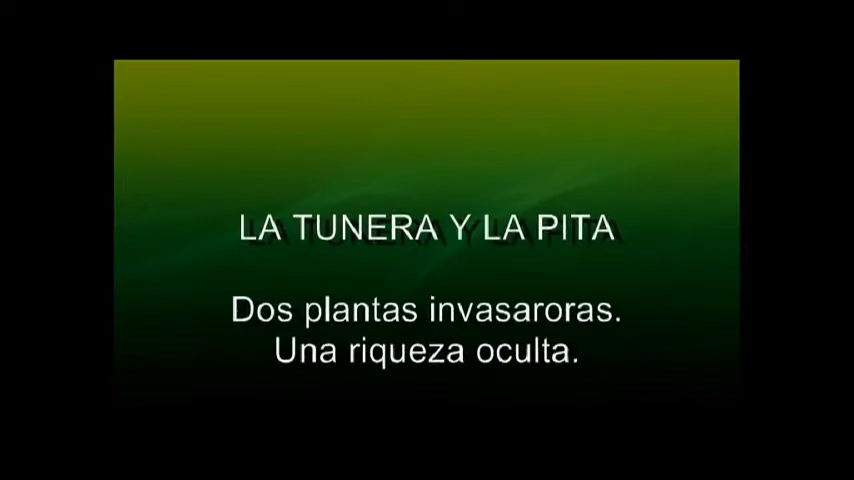 LA TUNERA Y LA PITA
Dos plantas invasaroras.
Una riqueza oculta.